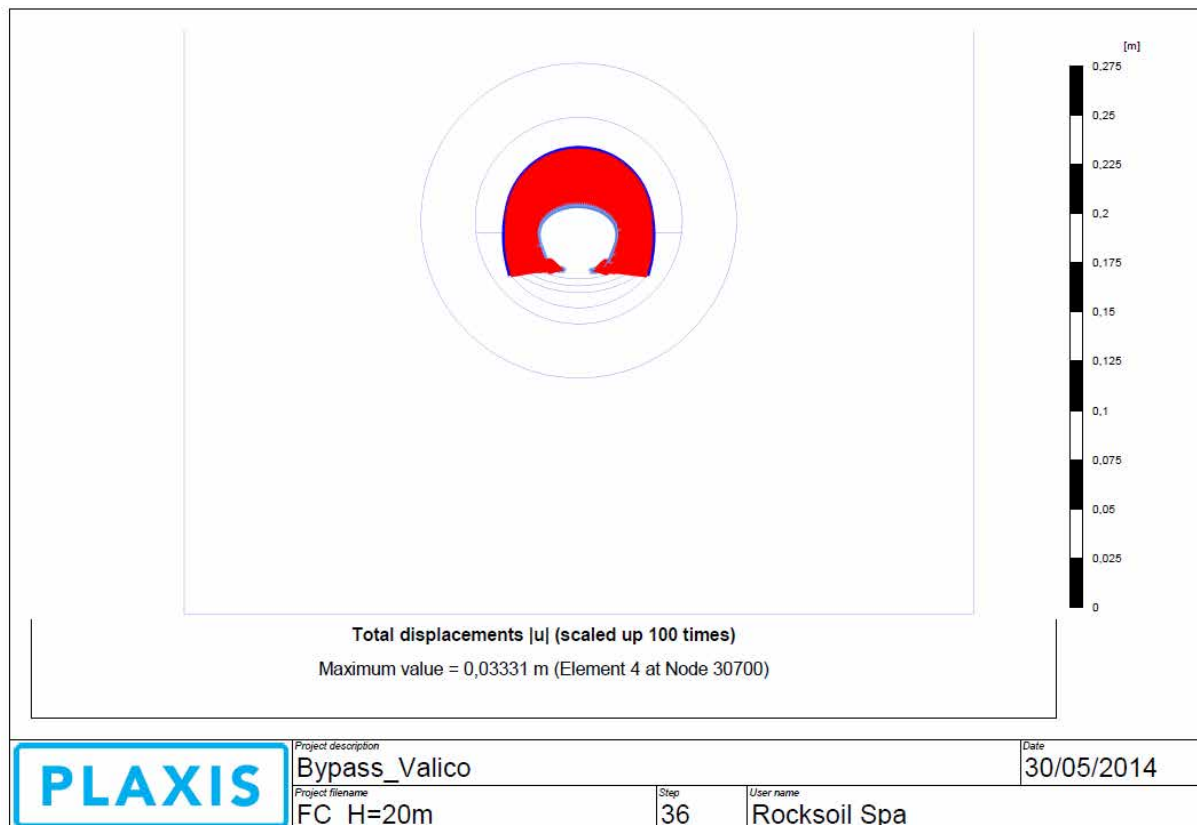 [m]
0,275
0,25
0,225
0,2
0,175
0,15
0,125
0,1
0,075
0,05
0,025
0
Total displacements |u| (scaled up 100 times)
Maximum value = 0,03331 m (Element 4 at Node 30700)
PLAXIS
Project description
Bypass_Valico
Date
30/05/2014
Project filename
FC H=20m
Step
36
User name
Rocksoil Spa